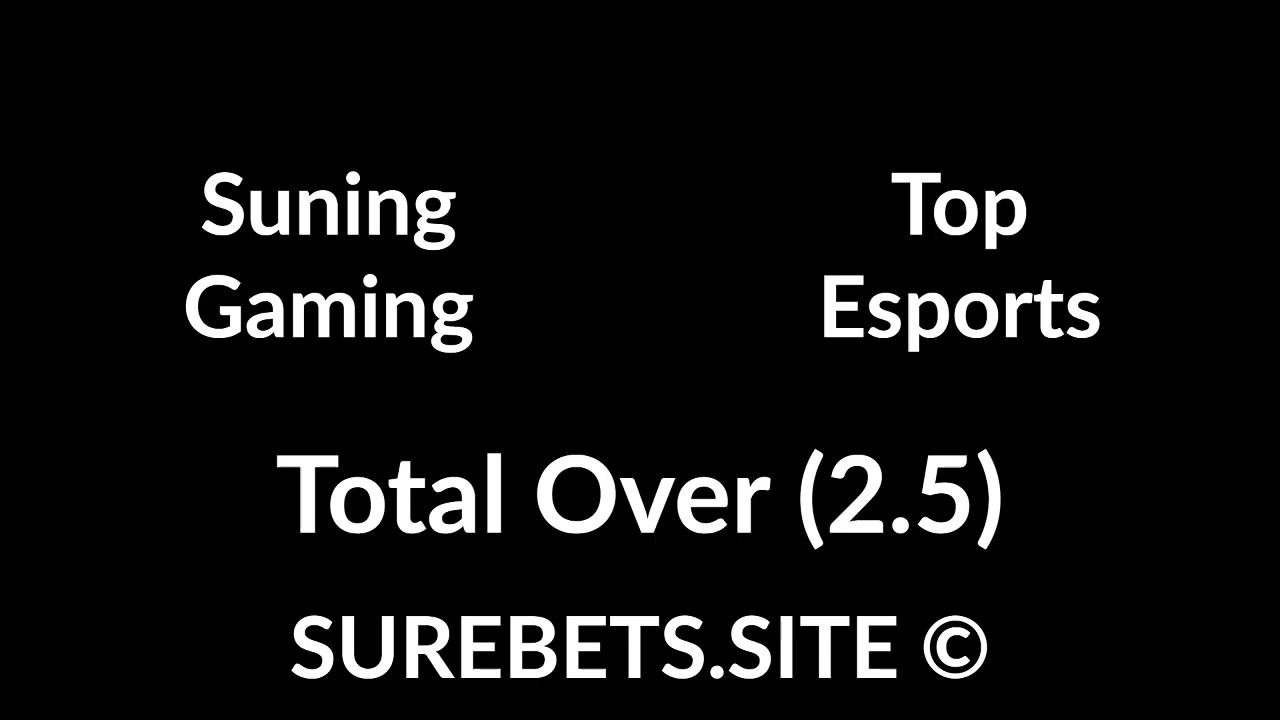 Suning
Gaming
Top
Esports
Total Over (2.5)
SUREBETS.SITE ©